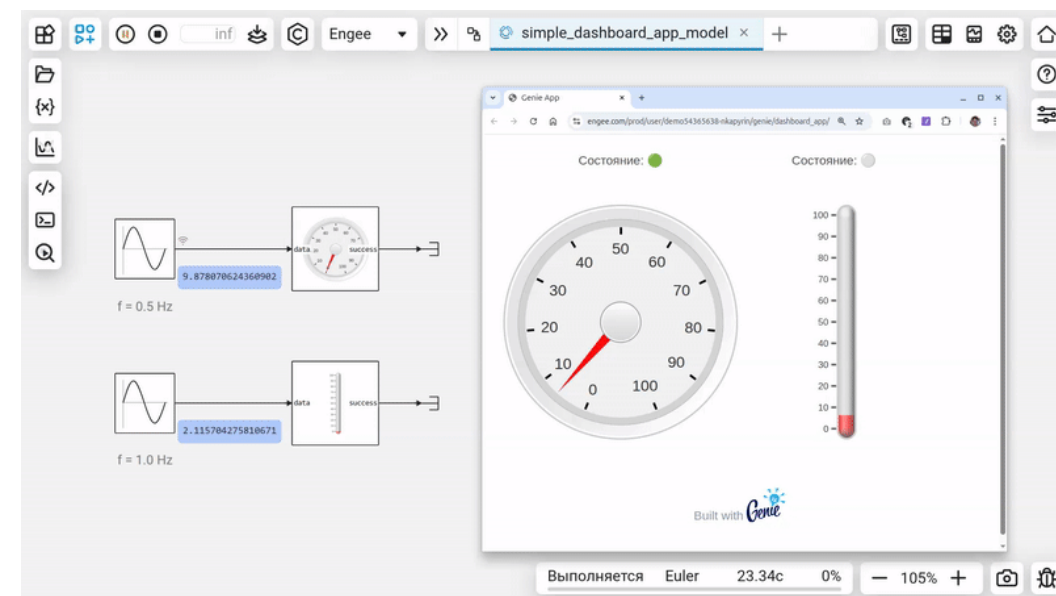 inf
Engee
simple_dashboard_app_model
Genie App
engee.com/prod/user/demo54365638-nkapyrin/genie/dashboard_app/
Состояние:
Состояние:
data
success
9.878070624360902
f = 0.5 Hz
data
success
2.115704275810671
f = 1.0 Hz
0
10
20
30
40
50
60
70
80
90
100
100
90
80
70
60
50
40
30
20
10
0
Built with Genie
Выполняется Euler 23.34с 0% 105%